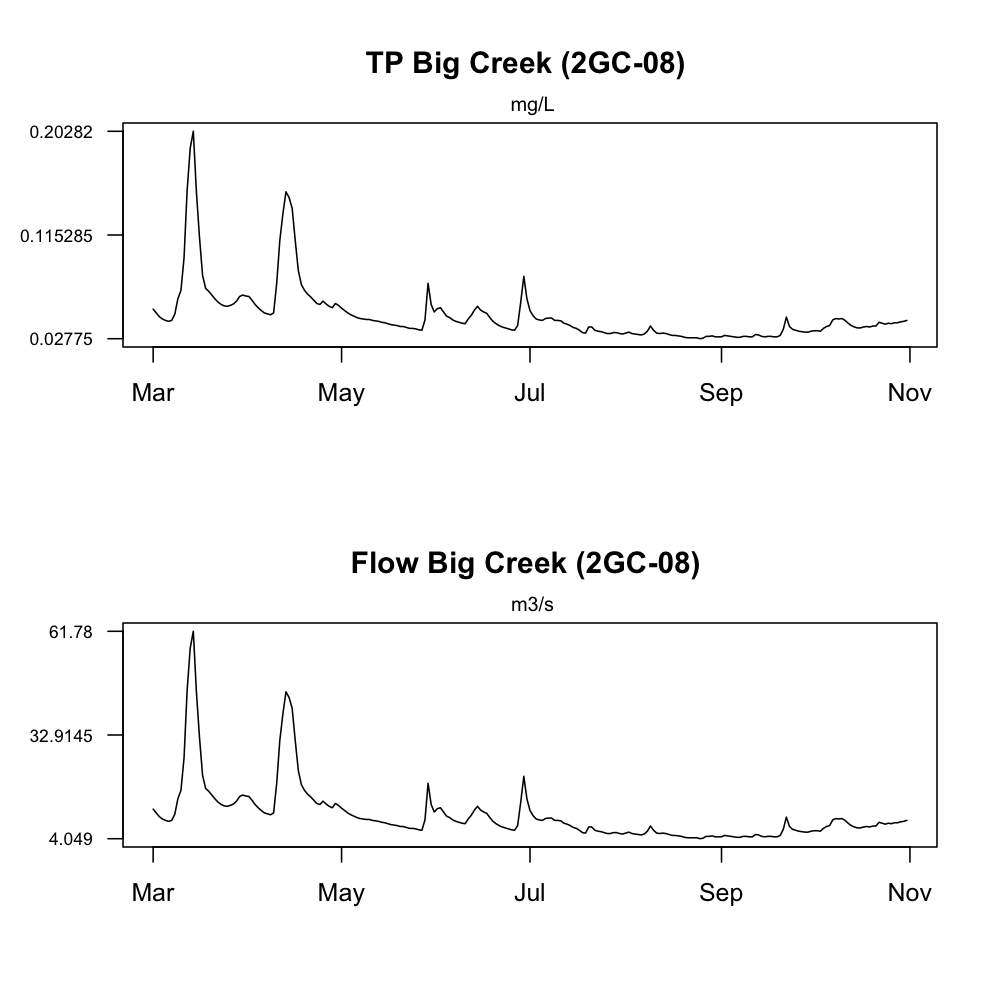 TP Big Creek (2GC-08)
mg/L
0.20282
0.115285
0.02775
Mar May Jul Sep Nov
Flow Big Creek (2GC-08)
m3/s
61.78
32.9145
4.049
Mar May Jul Sep Nov